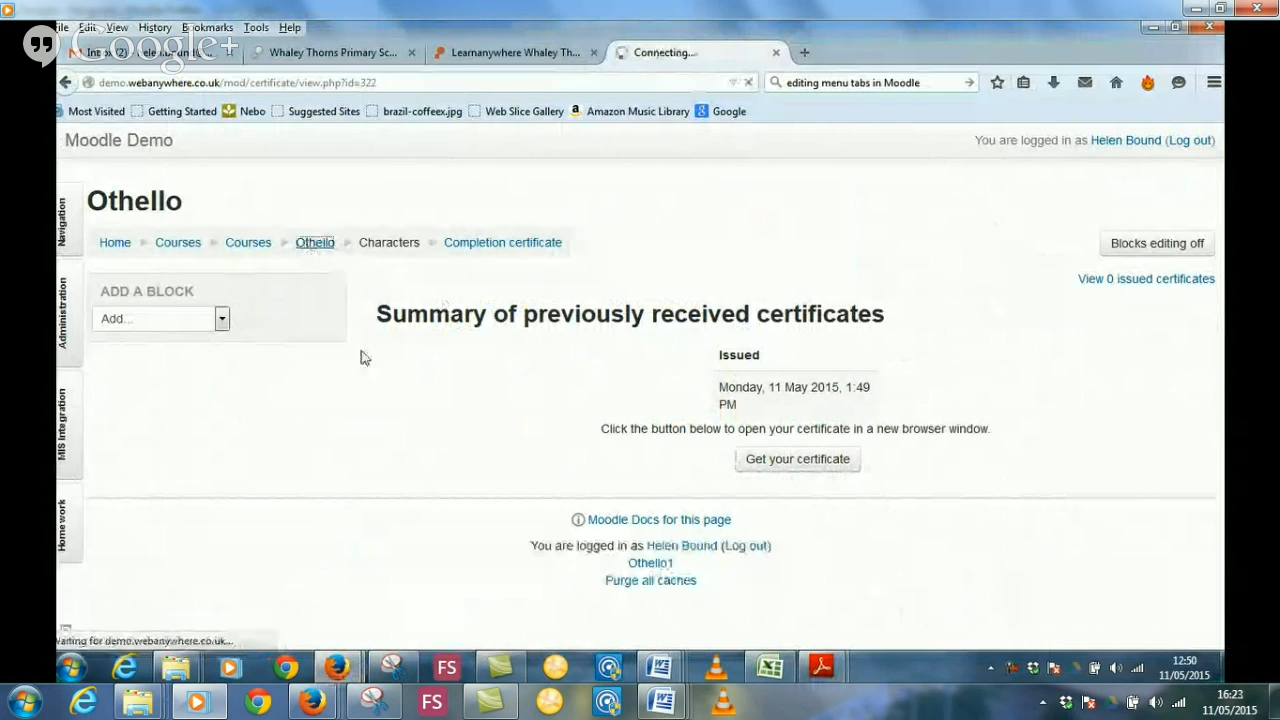 File Edit View History Bookmarks Tools Help
Google+
Whaley Thorns Primary Sc...
Learnanywhere Whaley Th...
Connecting...
demo.webanywhere.co.uk/mod/certificate/view.php?id=322
editing menu tabs in Moodle
Most Visited Getting Started Nebo Suggested Sites brazil-coffeex.jpg Web Slice Gallery Amazon Music Library Google
Moodle Demo
You are logged in as Helen Bound (Log out)
Othello
Home Courses Courses Othello Characters Completion certificate
Blocks editing off
View 0 issued certificates
Navigation
Administration
MIS Integration
Homework
ADD A BLOCK
Add...
Summary of previously received certificates
Issued
Monday, 11 May 2015, 1:49
PM
Click the button below to open your certificate in a new browser window.
Get your certificate
Moodle Docs for this page
You are logged in as Helen Bound (Log out)
Othello1
Purge all caches
Waiting for demo.webanywhere.co.uk...
FS
12:50
11/05/2015
FS
16:23
11/05/2015